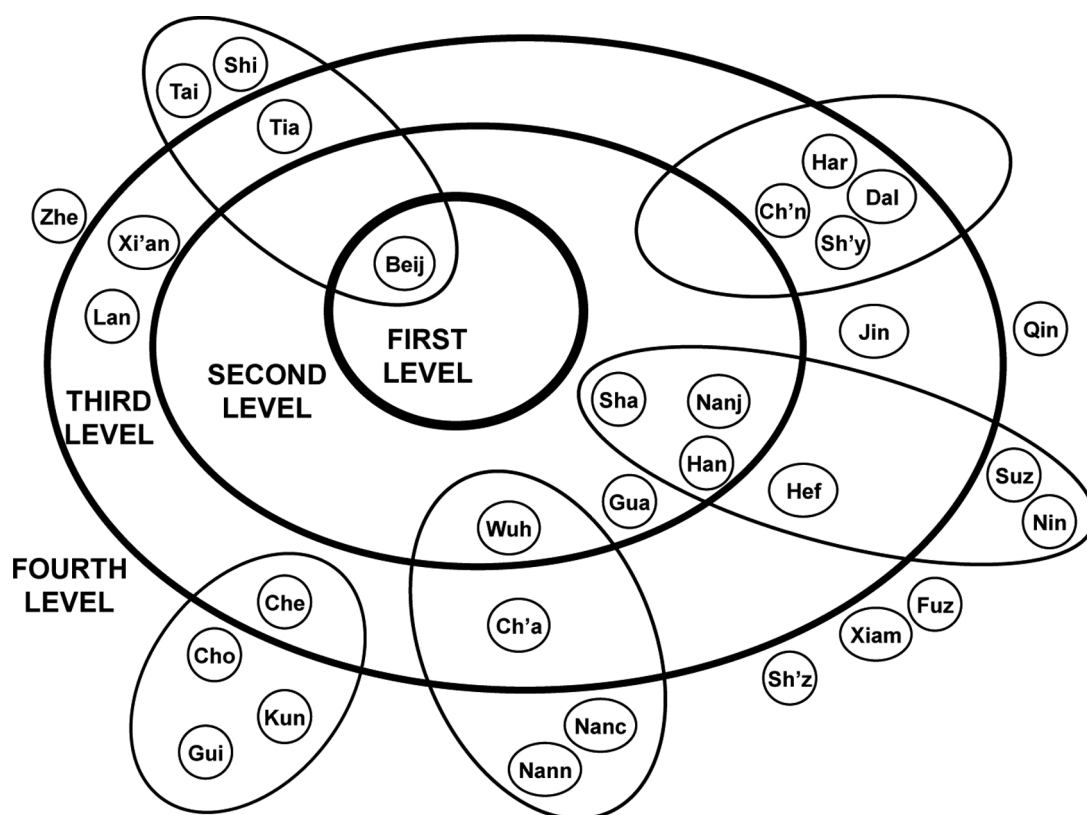 Shi
Tai
Tia
Har
Dal
Ch'n
Sh'y
Zhe
Xi'an
Beij
Lan
Jin
Qin
FIRST
LEVEL
SECOND
LEVEL
THIRD
LEVEL
Sha
Nanj
Han
Hef
Suz
Gua
Nin
Wuh
FOURTH
LEVEL
Che
Ch'a
Fuz
Xiam
Cho
Sh'z
Kun
Nanc
Gui
Nann